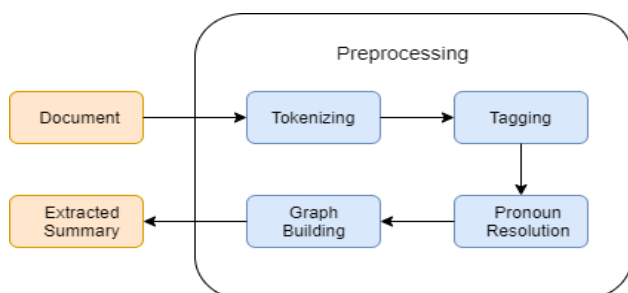 Preprocessing
Document
Tokenizing
Tagging
Extracted
Summary
Graph
Building
Pronoun
Resolution